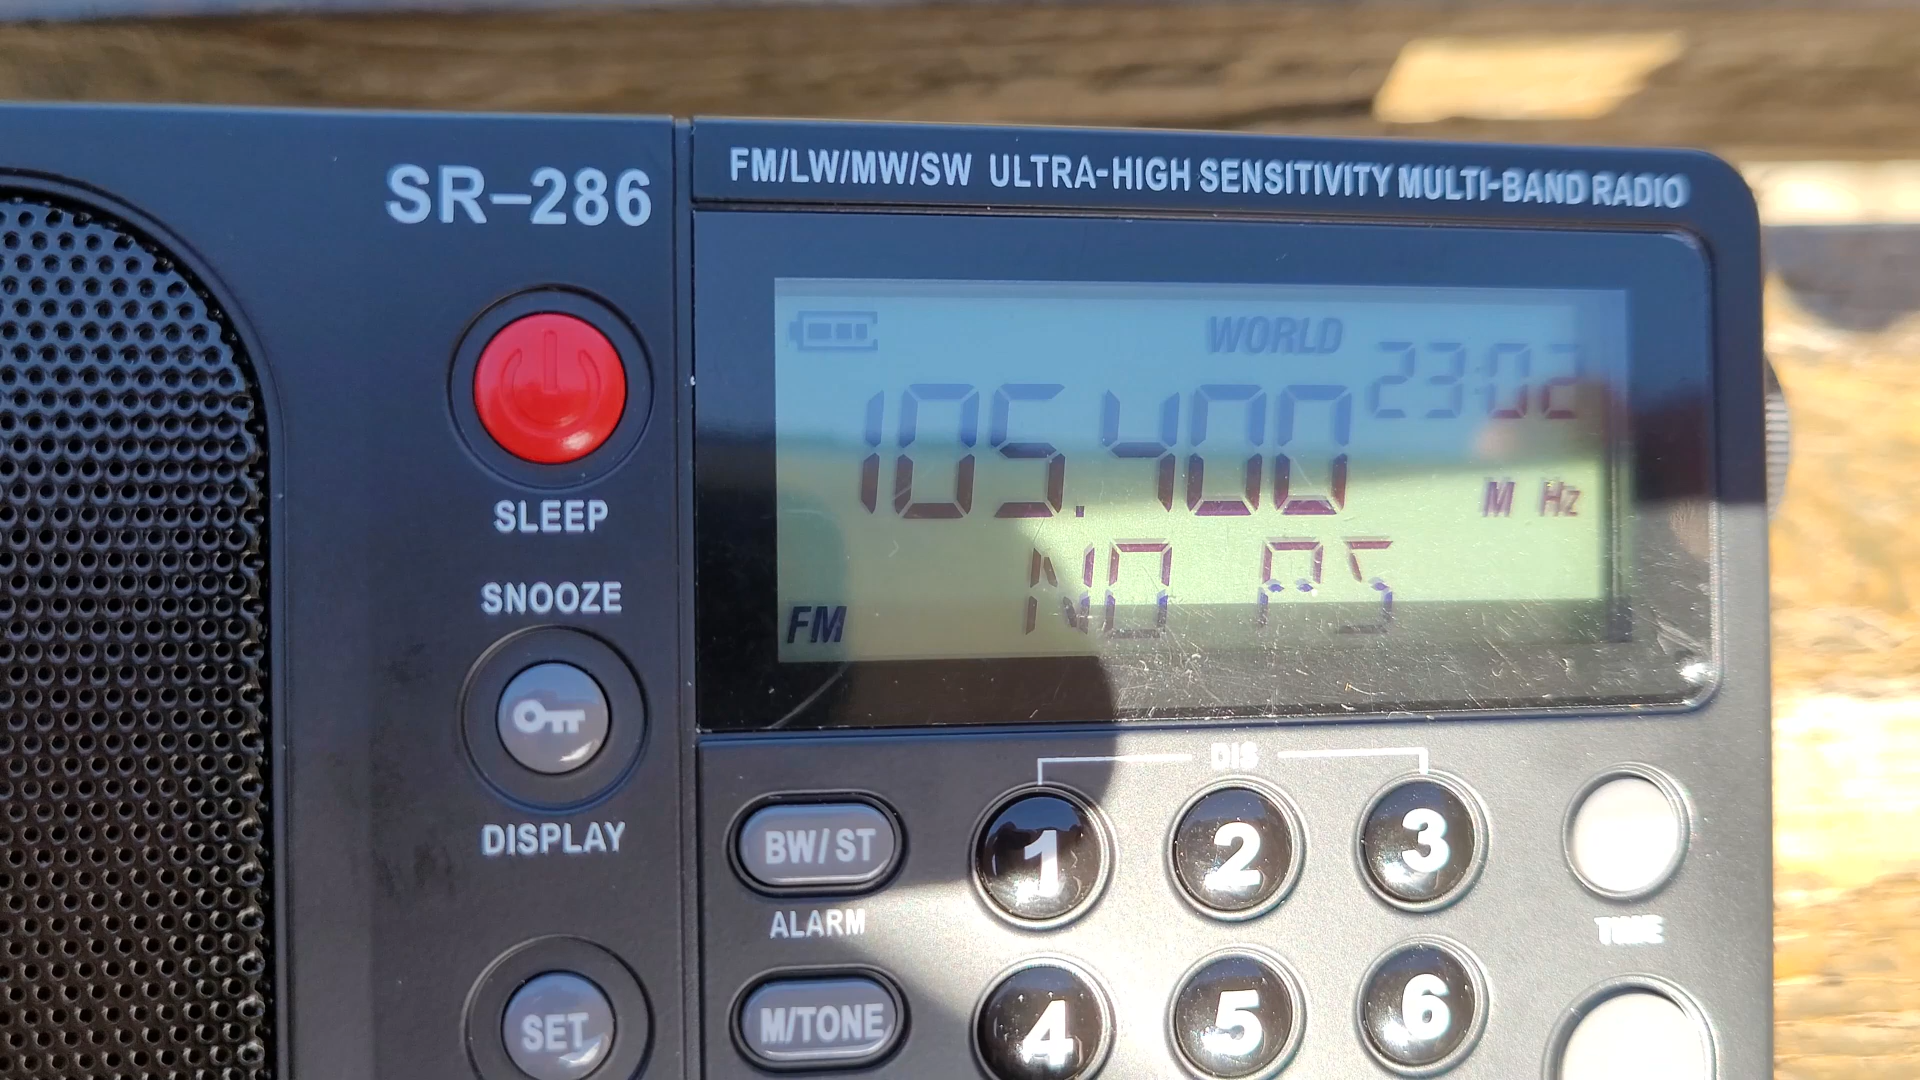 SR-286
FM/LW/MW/SW ULTRA-HIGH SENSITIVITY MULTI-BAND RADIO
WORLD
23:02
105.400
M Hz
NO PS
FM
SLEEP
SNOOZE
DISPLAY
SET
DIS
BW/ST
1
2
3
ALARM
TIME
M/TONE
4
5
6